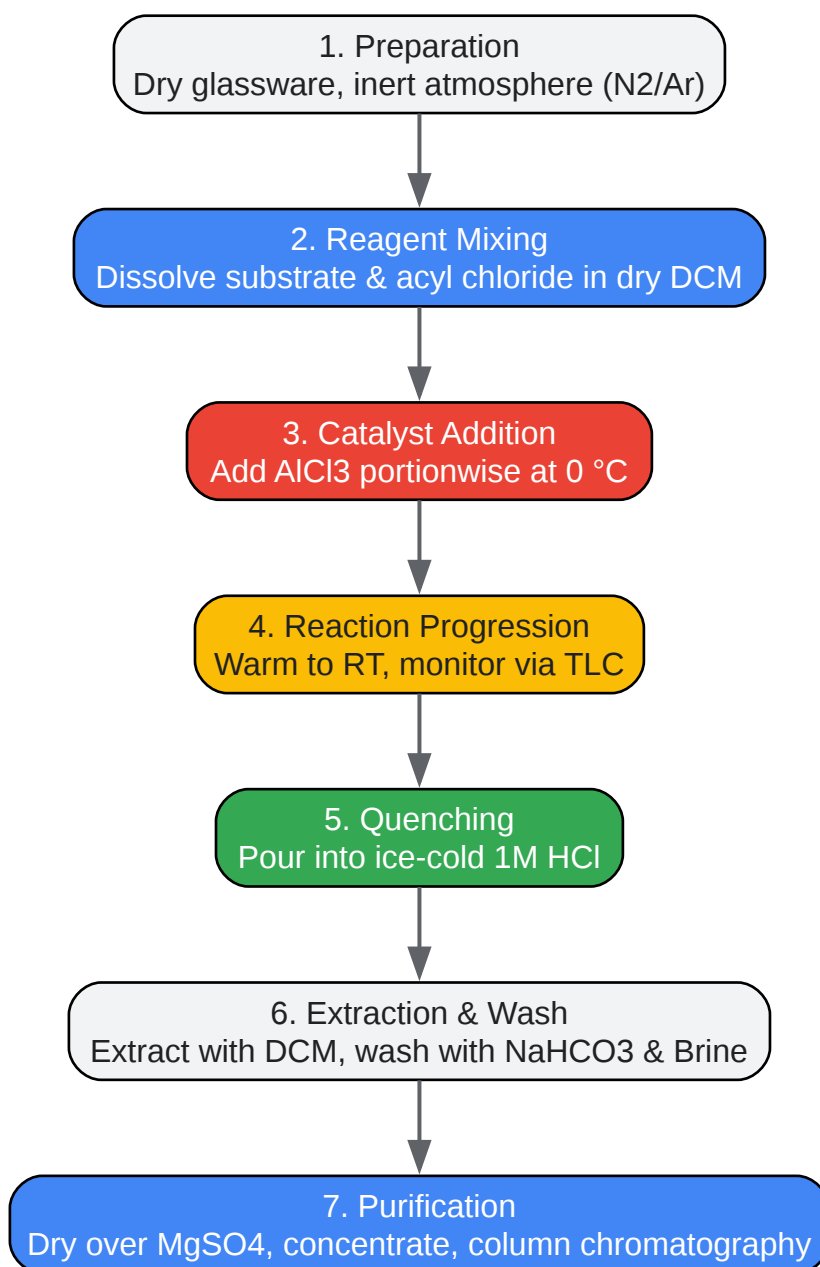 1. Preparation
Dry glassware, inert atmosphere (N2/Ar)
2. Reagent Mixing
Dissolve substrate & acyl chloride in dry DCM
3. Catalyst Addition
Add AlCl3 portionwise at 0 °C
4. Reaction Progression
Warm to RT, monitor via TLC
5. Quenching
Pour into ice-cold 1M HCl
6. Extraction & Wash
Extract with DCM, wash with NaHCO3 & Brine
7. Purification
Dry over MgSO4, concentrate, column chromatography